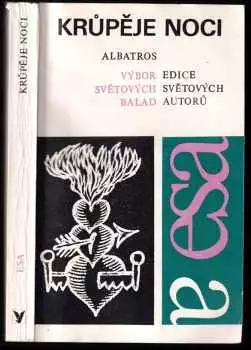 KRŮPĚJE NOCI
ALBATROS
VÝBOR EDICE
SVĚTOVÝCH SVĚTOVÝCH
BALAD AUTORŮ
esa
a
KRŮPĚJE NOCI
ESA